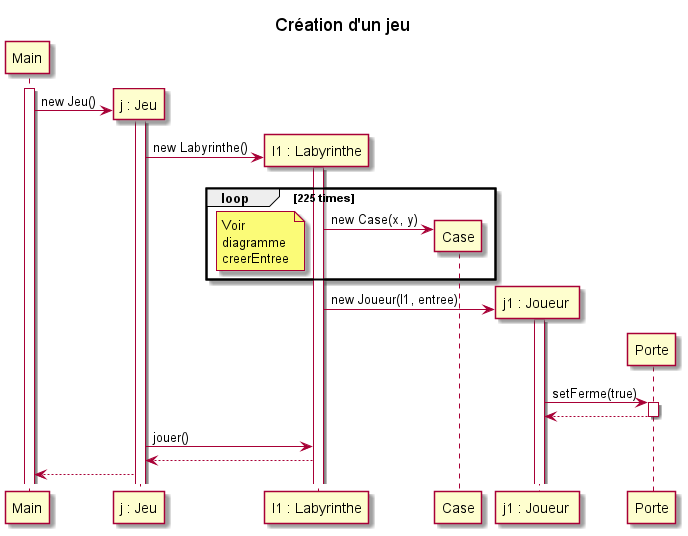 Création d'un jeu
Main
new Jeu()
j : Jeu
new Labyrinthe()
l1 : Labyrinthe
loop [225 times]
Voir
diagramme
creerEntree
new Case(x, y)
Case
new Joueur(l1, entree)
j1 : Joueur
Porte
setFerme(true)
jouer()
Main j : Jeu l1 : Labyrinthe Case j1 : Joueur Porte